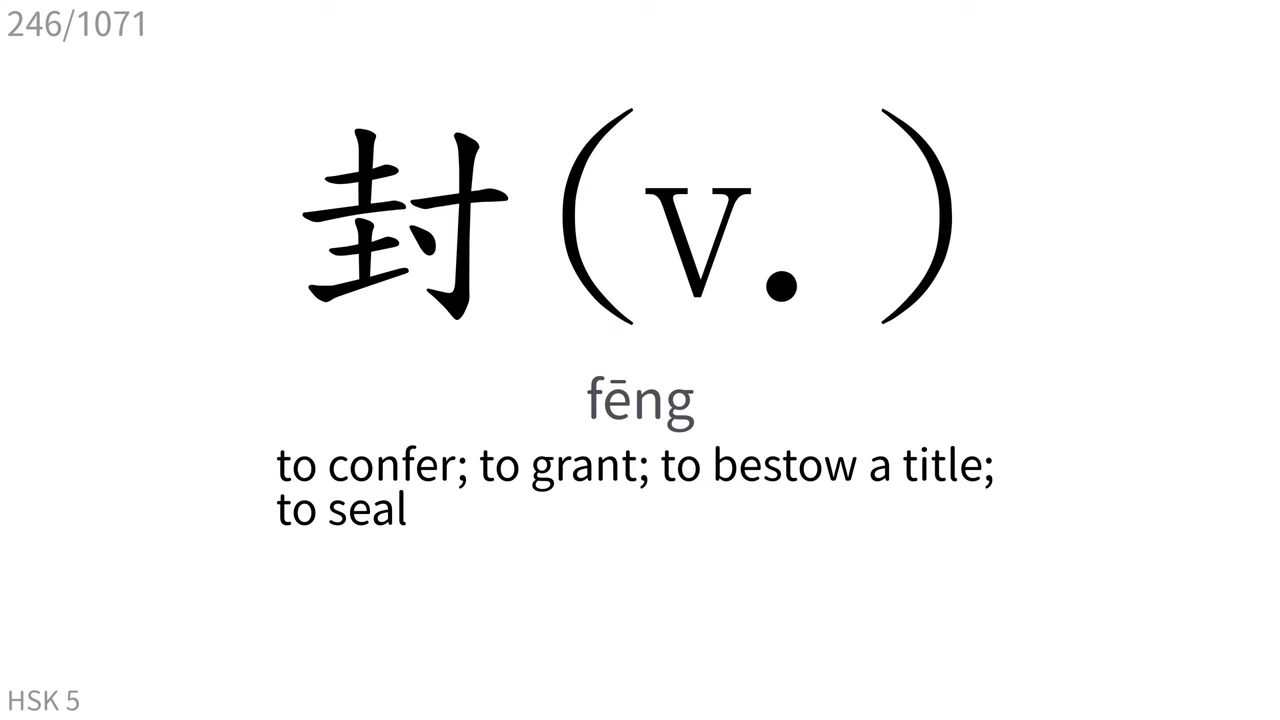 246/1071
封(v.)
fēng
to confer; to grant; to bestow a title;
to seal
HSK 5